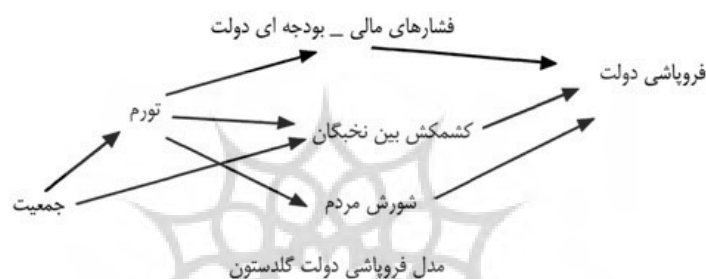 فشارهای مالی _ بودجه ای دولت
فروپاشی دولت
تورم
کشمکش بین نخبگان
جمعیت
شورش مردم
مدل فروپاشی دولت گلدستون